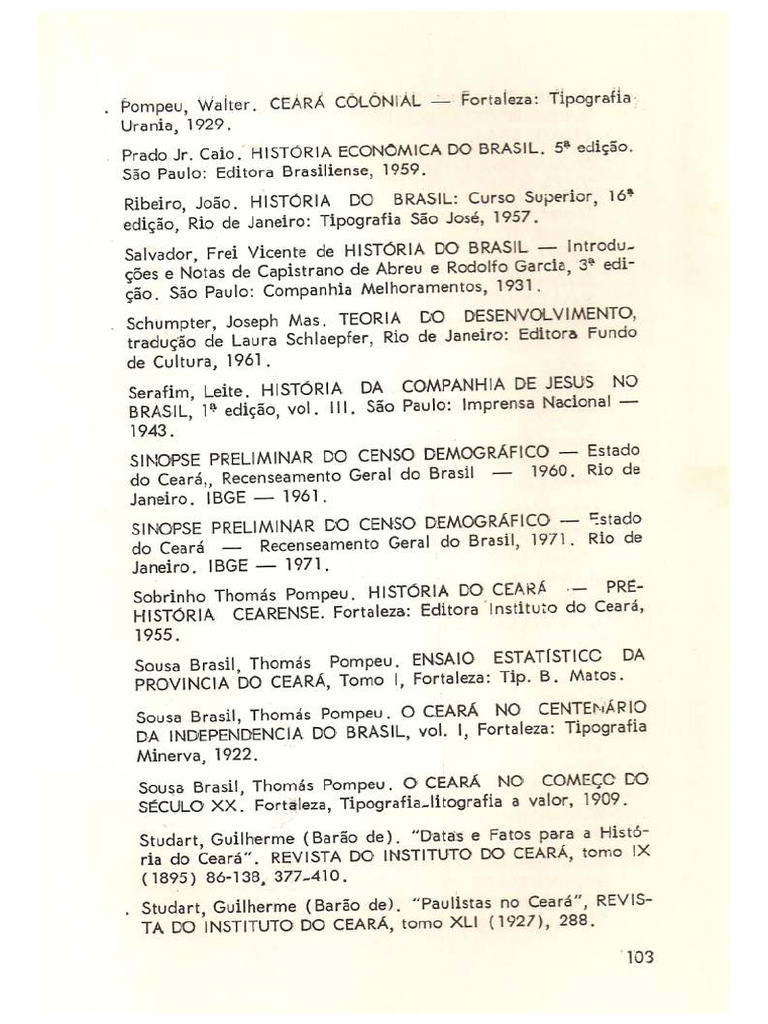 . Pompeu, Walter. CEARÁ COLONIAL — Fortaleza: Tipografia
Urania, 1929.
Prado Jr. Caio. HISTÓRIA ECONÔMICA DO BRASIL. 5ª edição.
São Paulo: Editora Brasiliense, 1959.
Ribeiro, João. HISTÓRIA DO BRASIL: Curso Superior, 16ª
edição, Rio de Janeiro: Tipografia São José, 1957.
Salvador, Frei Vicente de HISTÓRIA DO BRASIL — Introdu-
ções e Notas de Capistrano de Abreu e Rodolfo Garcia, 3ª edi-
ção. São Paulo: Companhia Melhoramentos, 1931.
Schumpter, Joseph Mas. TEORIA DO DESENVOLVIMENTO,
tradução de Laura Schlaepfer, Rio de Janeiro: Editora Fundo
de Cultura, 1961.
Serafim, Leite. HISTÓRIA DA COMPANHIA DE JESUS NO
BRASIL, 1ª edição, vol. III. São Paulo: Imprensa Nacional —
1943.
SINOPSE PRELIMINAR DO CENSO DEMOGRÁFICO — Estado
do Ceará,, Recenseamento Geral do Brasil — 1960. Rio de
Janeiro. IBGE — 1961.
SINOPSE PRELIMINAR DO CENSO DEMOGRÁFICO — Estado
do Ceará — Recenseamento Geral do Brasil, 1971. Rio de
Janeiro. IBGE — 1971.
Sobrinho Thomás Pompeu. HISTÓRIA DO CEARÁ — PRÉ-
HISTÓRIA CEARENSE. Fortaleza: Editora Instituto do Ceará,
1955.
Sousa Brasil, Thomás Pompeu. ENSAIO ESTATÍSTICO DA
PROVINCIA DO CEARÁ, Tomo I, Fortaleza: Tip. B. Matos.
Sousa Brasil, Thomás Pompeu. O CEARÁ NO CENTENÁRIO
DA INDEPENDENCIA DO BRASIL, vol. I, Fortaleza: Tipografia
Minerva, 1922.
Sousa Brasil, Thomás Pompeu. O CEARÁ NO COMEÇO DO
SÉCULO XX. Fortaleza, Tipografia-litografia a valor, 1909.
Studart, Guilherme (Barão de). "Datas e Fatos para a Histó-
ria do Ceará". REVISTA DO INSTITUTO DO CEARÁ, tomo IX
(1895) 86-138, 377-410.
. Studart, Guilherme (Barão de). "Paulistas no Ceará", REVIS-
TA DO INSTITUTO DO CEARÁ, tomo XLI (1927), 288.
103